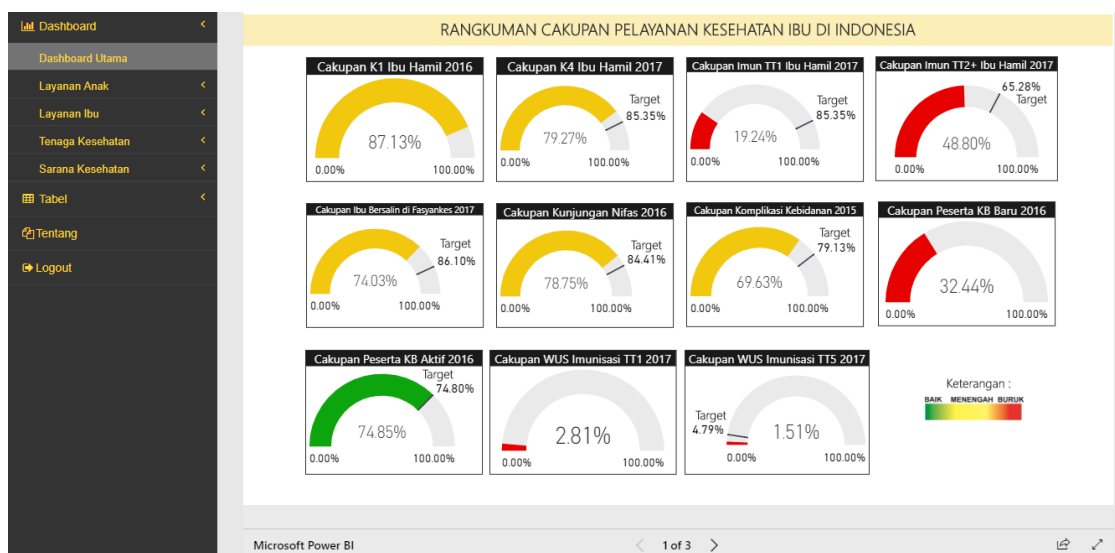 Dashboard
Dashboard Utama
Layanan Anak
Layanan Ibu
Tenaga Kesehatan
Sarana Kesehatan
Tabel
Tentang
Logout
RANGKUMAN CAKUPAN PELAYANAN KESEHATAN IBU DI INDONESIA
Cakupan K1 Ibu Hamil 2016
87.13%
0.00% 100.00%
Cakupan K4 Ibu Hamil 2017
Target
85.35%
79.27%
0.00% 100.00%
Cakupan Imun TT1 Ibu Hamil 2017
Target
85.35%
19.24%
0.00% 100.00%
Cakupan Imun TT2+ Ibu Hamil 2017
65.28%
Target
48.80%
0.00% 100.00%
Cakupan Ibu Bersalin di Fasyankes 2017
Target
86.10%
74.03%
0.00% 100.00%
Cakupan Kunjungan Nifas 2016
Target
84.41%
78.75%
0.00% 100.00%
Cakupan Komplikasi Kebidanan 2015
Target
79.13%
69.63%
0.00% 100.00%
Cakupan Peserta KB Baru 2016
32.44%
0.00% 100.00%
Cakupan Peserta KB Aktif 2016
Target
74.80%
74.85%
0.00% 100.00%
Cakupan WUS Imunisasi TT1 2017
2.81%
0.00% 100.00%
Cakupan WUS Imunisasi TT5 2017
Target
4.79%
1.51%
0.00% 100.00%
Keterangan :
BAIK MENENGAH BURUK
Microsoft Power BI
1 of 3